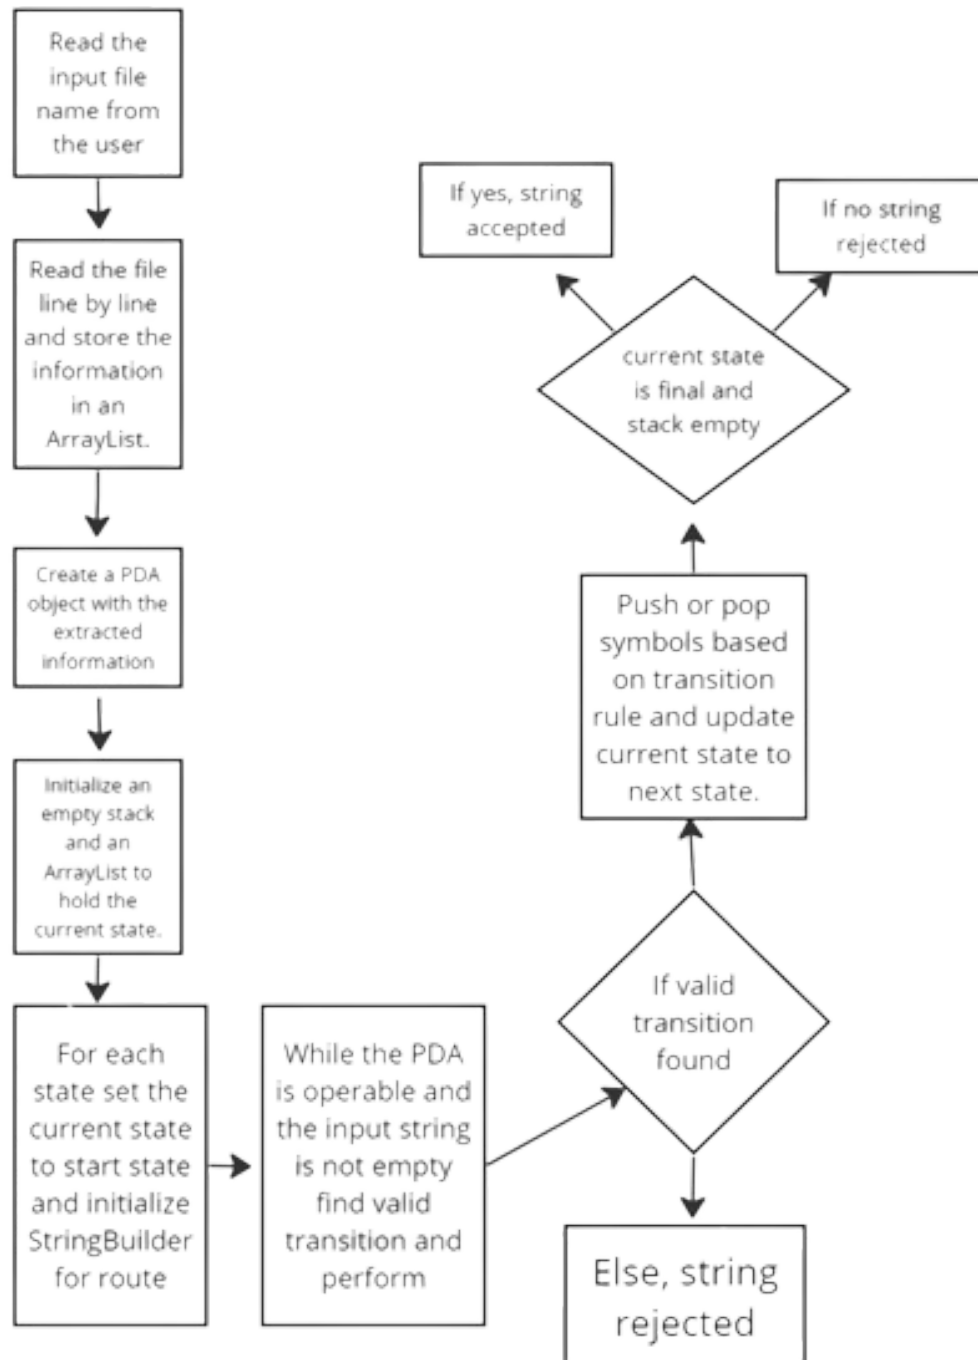 Read the
input file
name from
the user
Read the file
line by line
and store the
information
in an
ArrayList.
Create a PDA
object with the
extracted
information
Initialize an
empty stack
and an
ArrayList to
hold the
current state.
For each
state set the
current state
to start state
and initialize
StringBuilder
for route
While the PDA
is operable and
the input string
is not empty
find valid
transition and
perform
If valid
transition
found
Else, string
rejected
Push or pop
symbols based
on transition
rule and update
current state to
next state.
current state
is final and
stack empty
If yes, string
accepted
If no string
rejected